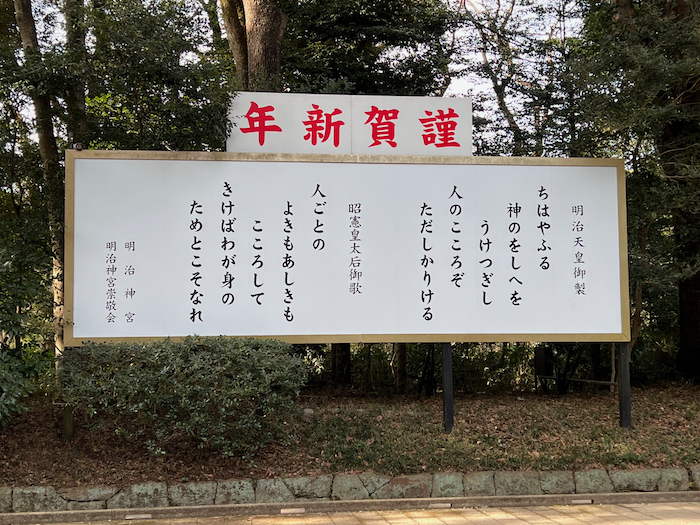 謹賀新年
明治天皇御製
ちはやふる
神のをしへを
うけつぎし
人のこころぞ
ただしかりける
昭憲皇太后御歌
人ごとの
よきもあしきも
こころして
きけばわが身の
ためとこそなれ
明治神宮
明治神宮崇敬会